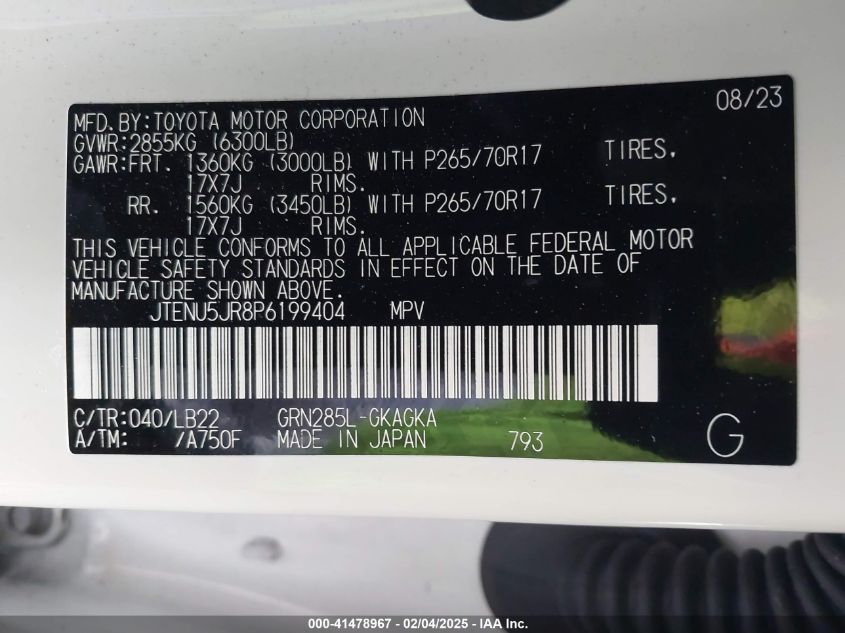 08/23
MFD.BY:TOYOTA MOTOR CORPORATION
GVWR:2855KG (6300LB)
GAWR:FRT. 1360KG (3000LB) WITH P265/70R17 TIRES.
17X7J RIMS.
RR. 1560KG (3450LB) WITH P265/70R17 TIRES.
17X7J RIMS.
THIS VEHICLE CONFORMS TO ALL APPLICABLE FEDERAL MOTOR
VEHICLE SAFETY STANDARDS IN EFFECT ON THE DATE OF
MANUFACTURE SHOWN ABOVE.
JTENU5JR8P6199404 MPV
C/TR:040/LB22 GRN285L-GKAGKA
A/TM: /A750F MADE IN JAPAN 793
G
000-41478967 - 02/04/2025 - IAA Inc.